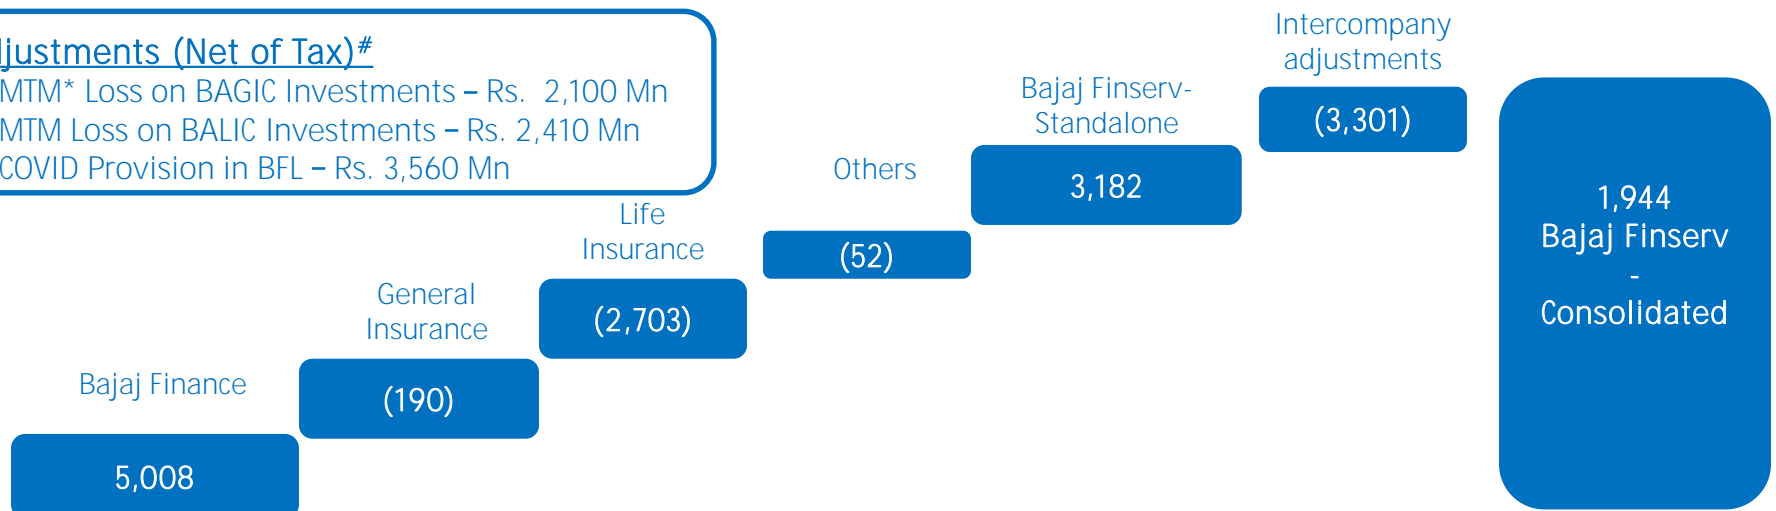 djustments (Net of Tax)#
MTM* Loss on BAGIC Investments – Rs. 2,100 Mn
MTM Loss on BALIC Investments – Rs. 2,410 Mn
COVID Provision in BFL – Rs. 3,560 Mn
Bajaj Finance
5,008
General
Insurance
(190)
Life
Insurance
(2,703)
Others
(52)
Bajaj Finserv-
Standalone
3,182
Intercompany
adjustments
(3,301)
1,944
Bajaj Finserv
-
Consolidated